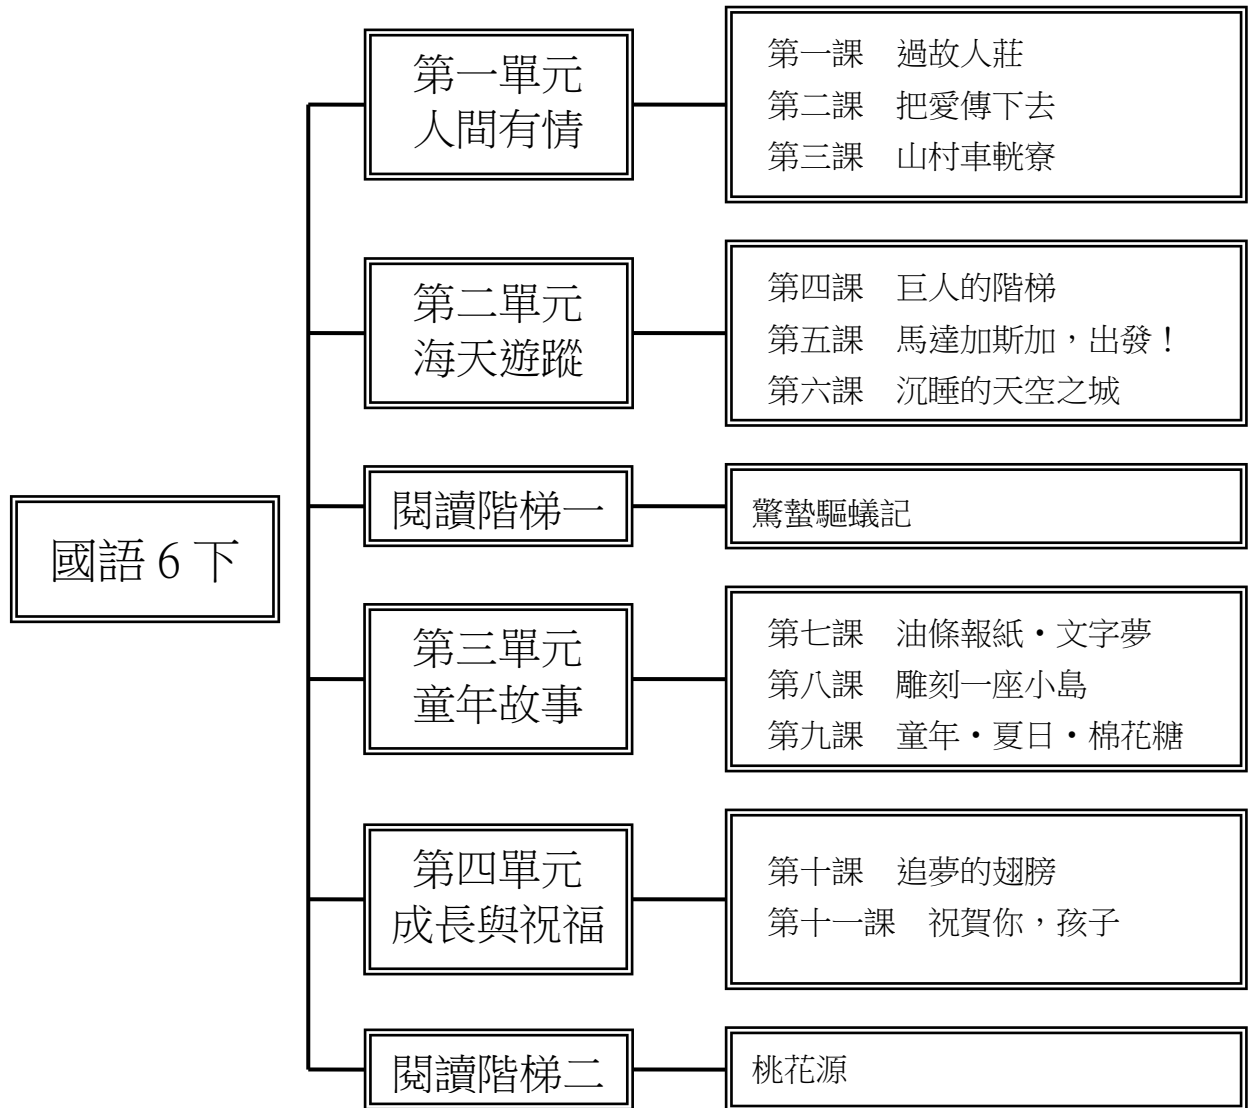 國語 6 下
第一單元
人間有情
第一課　過故人莊
第二課　把愛傳下去
第三課　山村車輄寮
第二單元
海天遊蹤
第四課　巨人的階梯
第五課　馬達加斯加，出發！
第六課　沉睡的天空之城
閱讀階梯一
驚蟄驅蟻記
第三單元
童年故事
第七課　油條報紙・文字夢
第八課　雕刻一座小島
第九課　童年・夏日・棉花糖
第四單元
成長與祝福
第十課　追夢的翅膀
第十一課　祝賀你，孩子
閱讀階梯二
桃花源